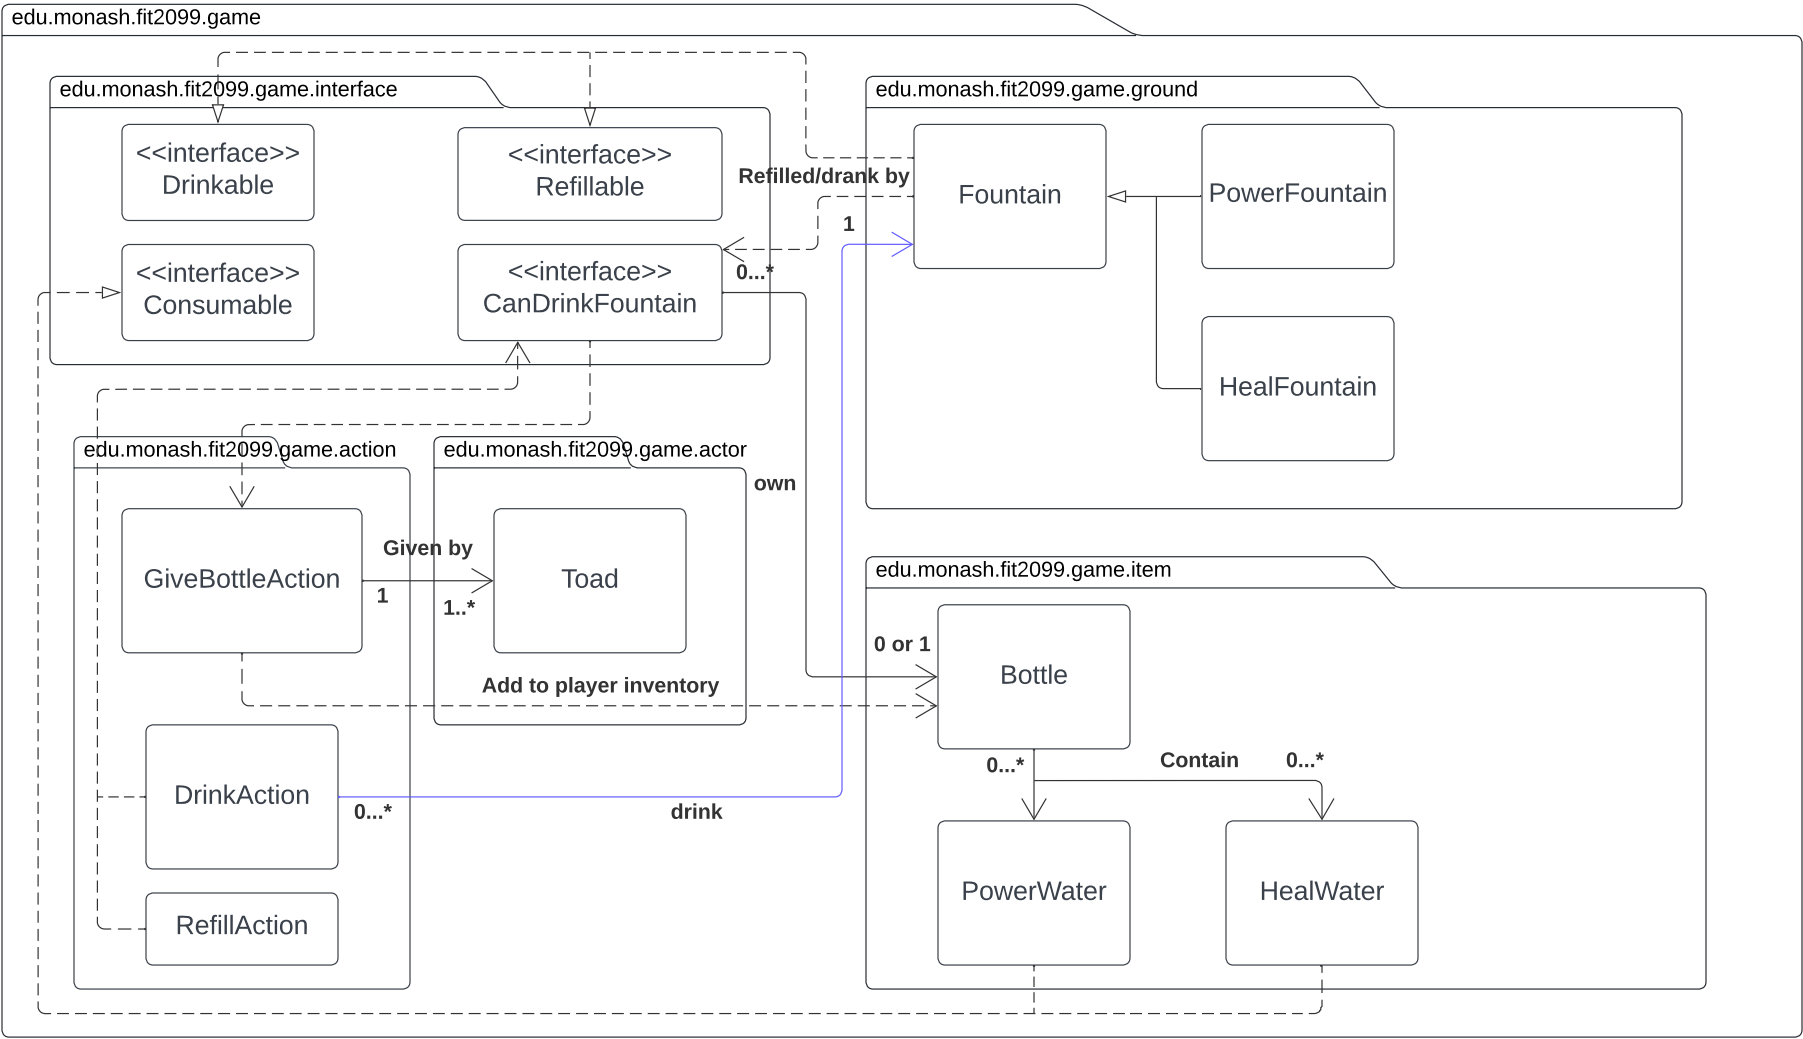 edu.monash.fit2099.game
edu.monash.fit2099.game.interface
<<interface>>
Drinkable
<<interface>>
Refillable
<<interface>>
Consumable
<<interface>>
CanDrinkFountain
edu.monash.fit2099.game.ground
Fountain
PowerFountain
HealFountain
Refilled/drank by
1
0...*
edu.monash.fit2099.game.action
GiveBottleAction
DrinkAction
RefillAction
edu.monash.fit2099.game.actor
Toad
Given by
1
1..*
own
Add to player inventory
0...*
drink
edu.monash.fit2099.game.item
0 or 1
Bottle
0...*
Contain
0...*
PowerWater
HealWater